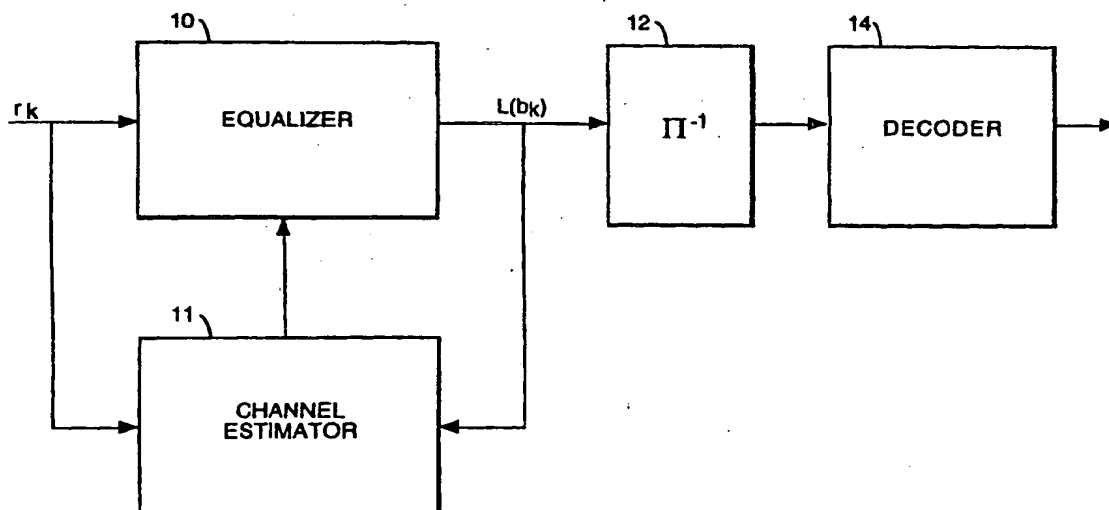 10
12
14
rk
EQUALIZER
L(bk)
Π-1
DECODER
11
CHANNEL
ESTIMATOR